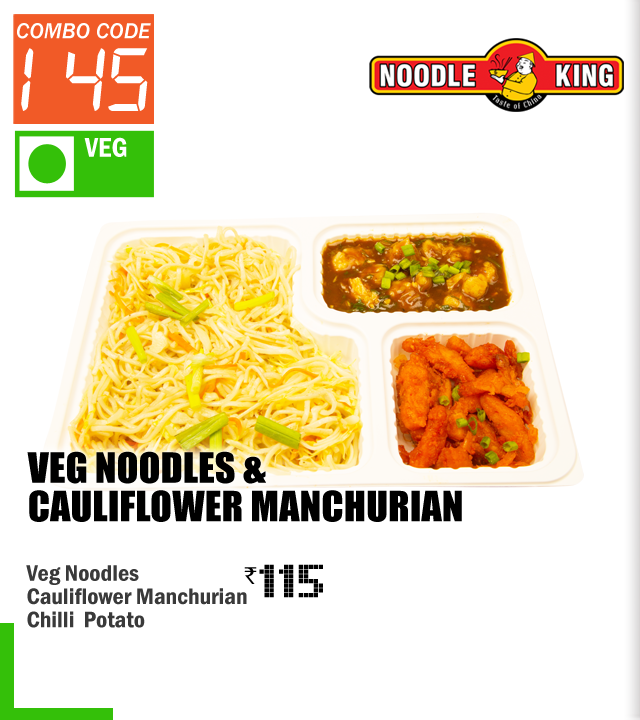 COMBO CODE
145
VEG
NOODLE KING
Taste of China
VEG NOODLES &
CAULIFLOWER MANCHURIAN
Veg Noodles
Cauliflower Manchurian
Chilli Potato
₹115